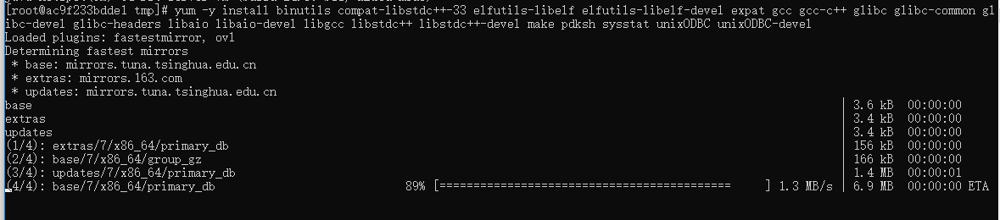 [root@ac9f233bdde1 tmp]# yum -y install binutils compat-libstdc++-33 elfutils-libelf elfutils-libelf-devel expat gcc gcc-c++ glibc glibc-common gl
ibc-devel glibc-headers libaio libaio-devel libgcc libstdc++ libstdc++-devel make pdksh sysstat unixODBC unixODBC-devel
Loaded plugins: fastestmirror, ovl
Determining fastest mirrors
* base: mirrors.tuna.tsinghua.edu.cn
* extras: mirrors.163.com
* updates: mirrors.tuna.tsinghua.edu.cn
base | 3.6 kB 00:00:00
extras | 3.4 kB 00:00:00
updates | 3.4 kB 00:00:00
(1/4): extras/7/x86_64/primary_db | 156 kB 00:00:00
(2/4): base/7/x86_64/group_gz | 166 kB 00:00:00
(3/4): updates/7/x86_64/primary_db | 1.4 MB 00:00:01
(4/4): base/7/x86_64/primary_db 89% [=========================================== ] 1.3 MB/s | 6.9 MB 00:00:00 ETA